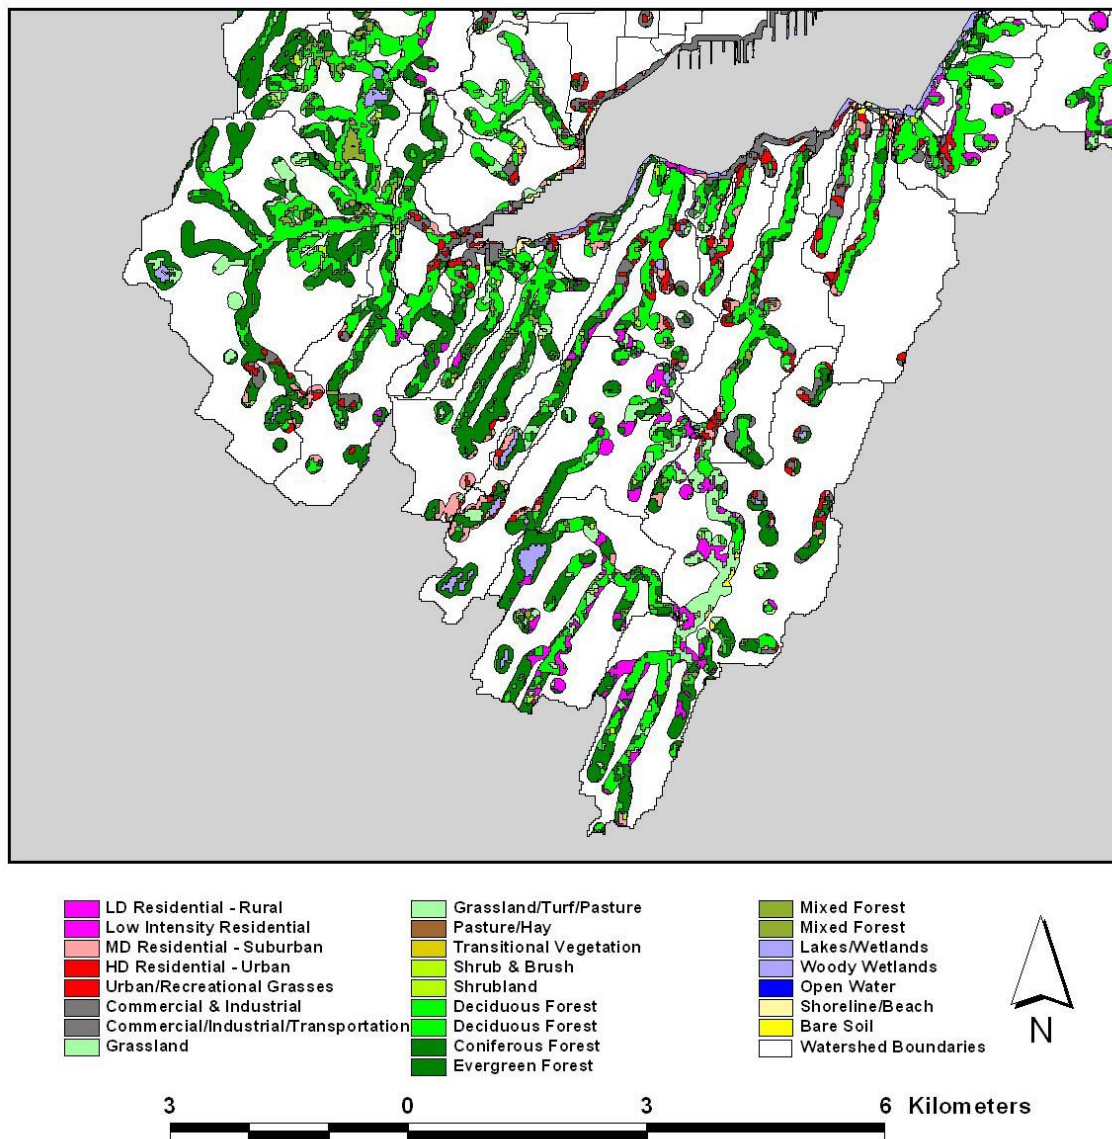 LD Residential - Rural
Low Intensity Residential
MD Residential - Suburban
HD Residential - Urban
Urban/Recreational Grasses
Commercial & Industrial
Commercial/Industrial/Transportation
Grassland
Grassland/Turf/Pasture
Pasture/Hay
Transitional Vegetation
Shrub & Brush
Shrubland
Deciduous Forest
Deciduous Forest
Coniferous Forest
Evergreen Forest
Mixed Forest
Mixed Forest
Lakes/Wetlands
Woody Wetlands
Open Water
Shoreline/Beach
Bare Soil
Watershed Boundaries
N
3 0 3 6 Kilometers